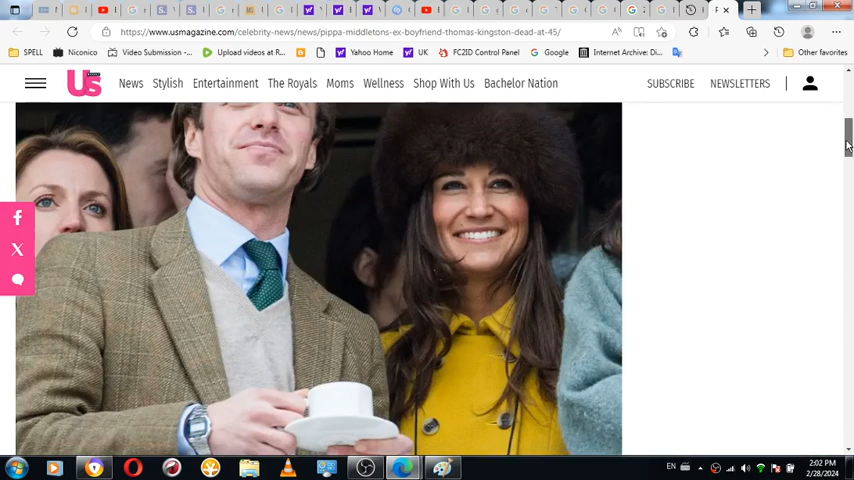 https://www.usmagazine.com/celebrity-news/news/pippa-middletons-ex-boyfriend-thomas-kingston-dead-at-45/
SPELL Niconico Video Submission -... Upload videos at R... Yahoo Home UK FC2ID Control Panel Google Internet Archive: Di... Other favorites
Us WEEKLY News Stylish Entertainment The Royals Moms Wellness Shop With Us Bachelor Nation SUBSCRIBE NEWSLETTERS
EN 2:02 PM
2/28/2024